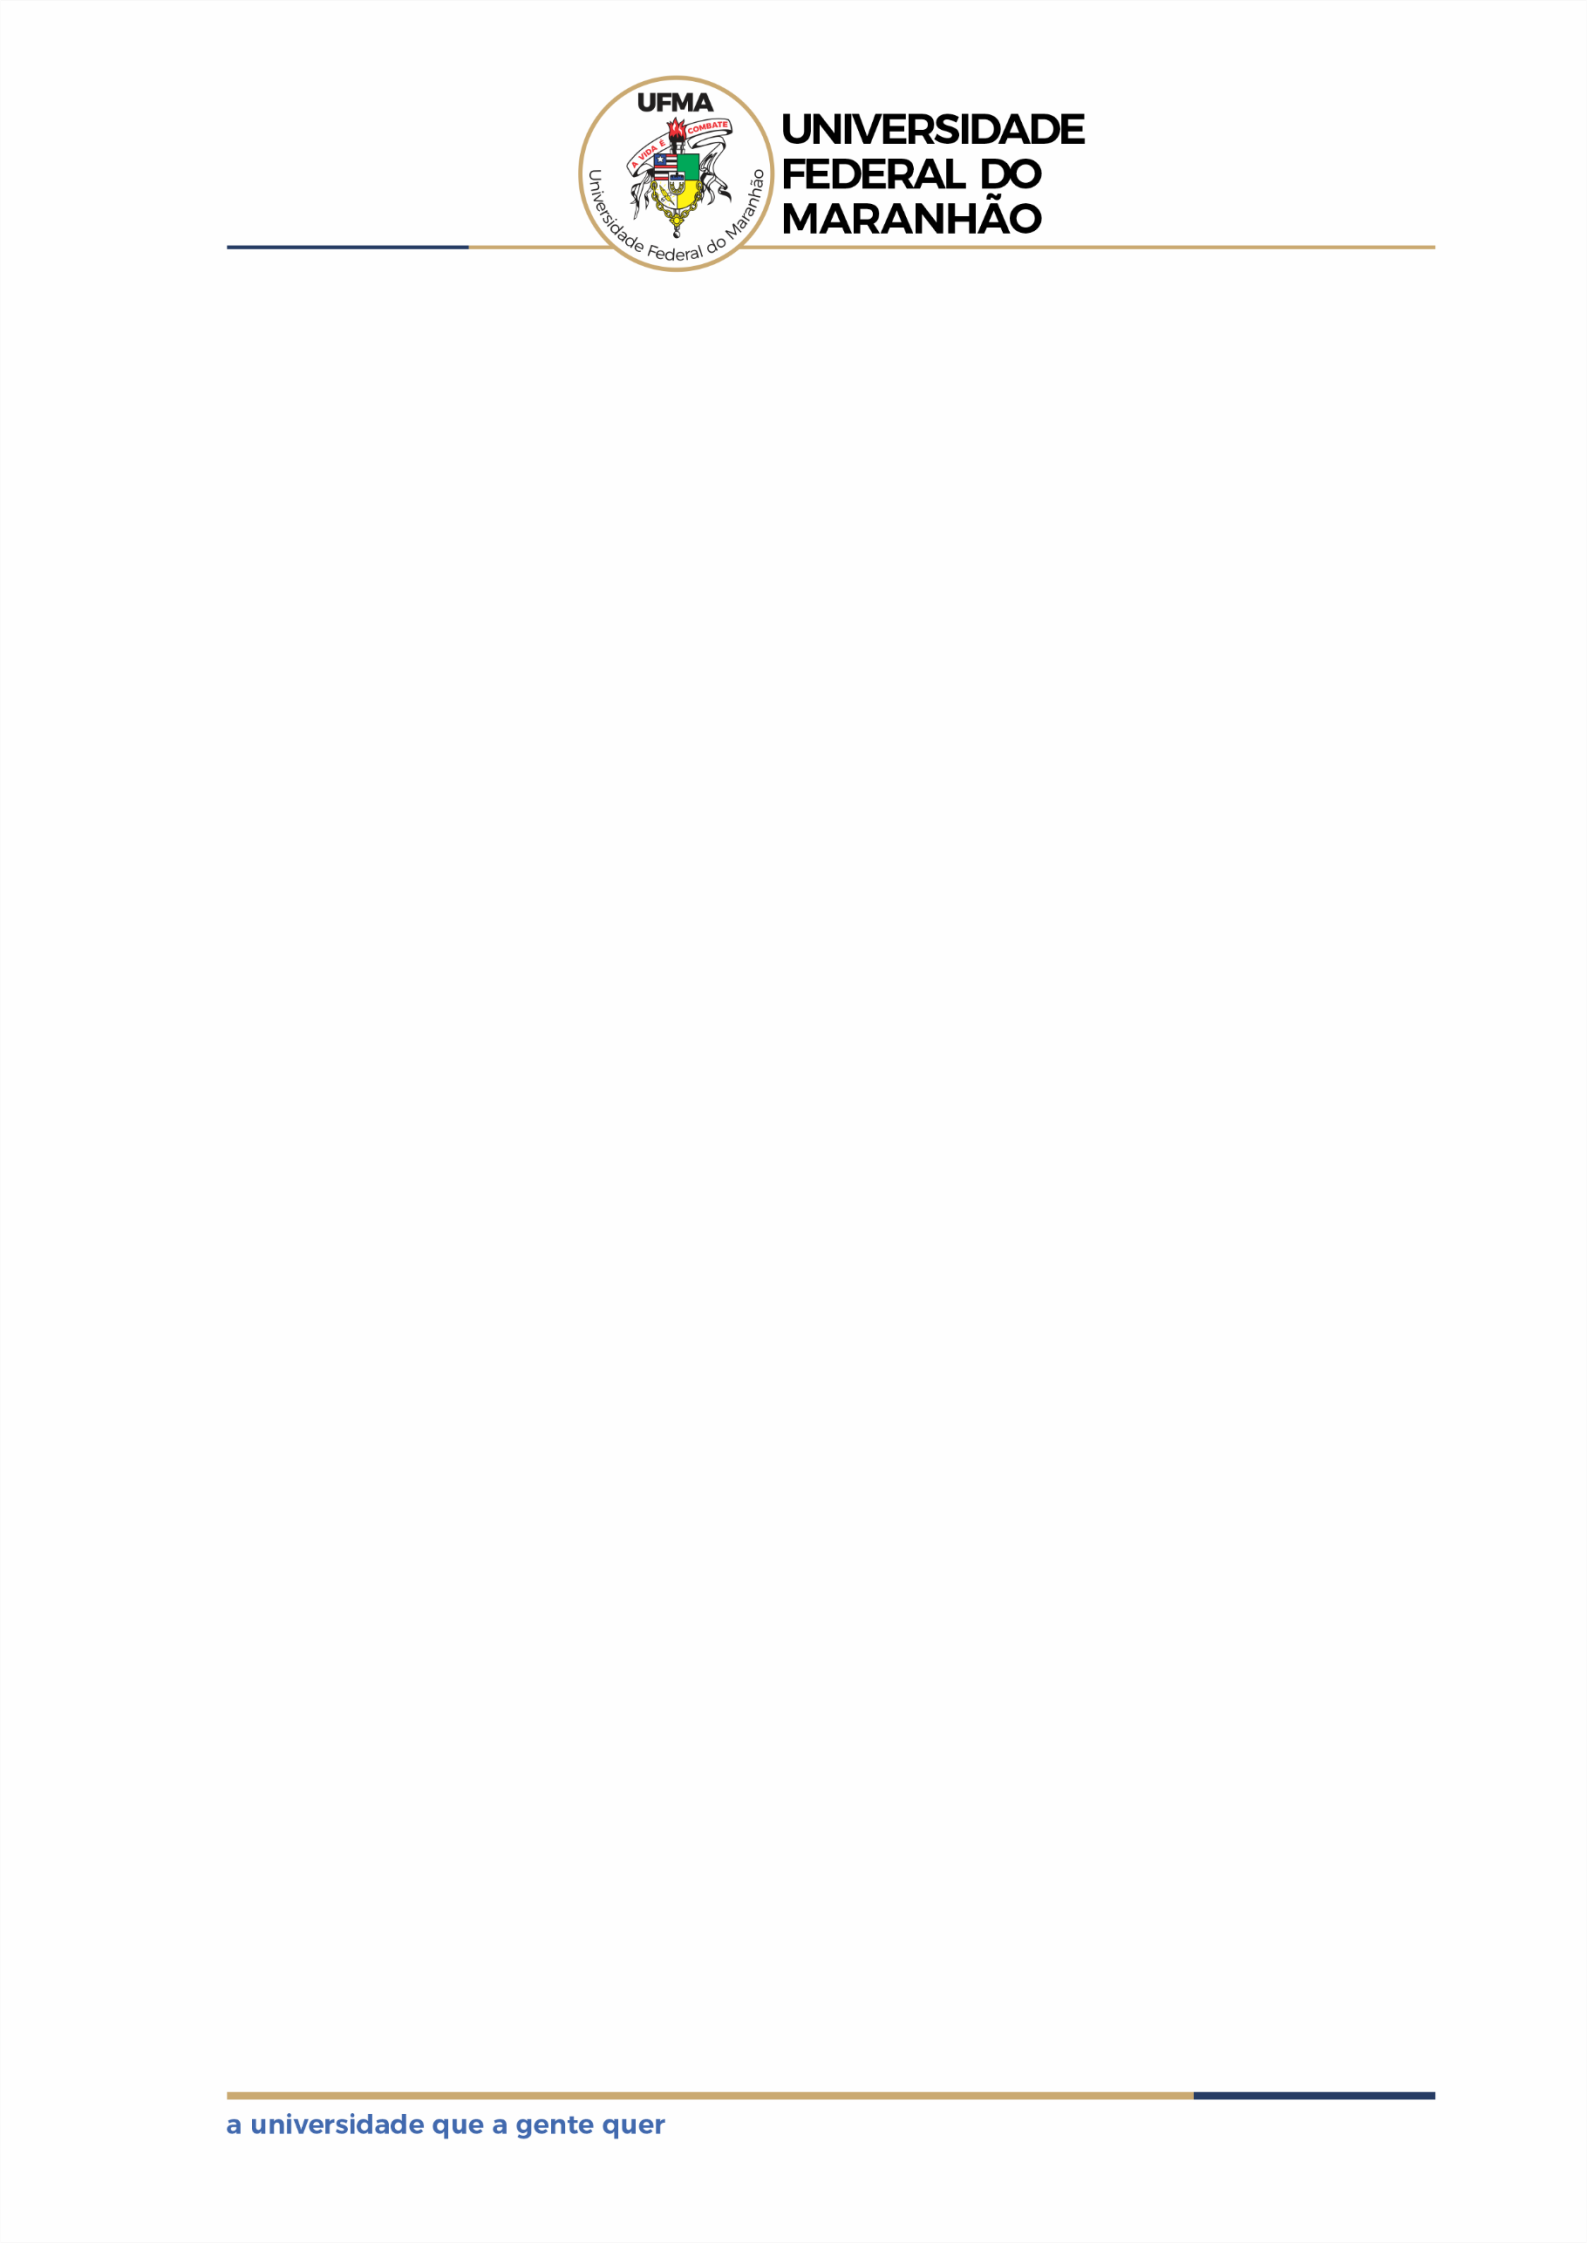 UFMA
A VIDA É COMBATE
Universidade Federal do Maranhão
UNIVERSIDADE
FEDERAL DO
MARANHÃO
a universidade que a gente quer